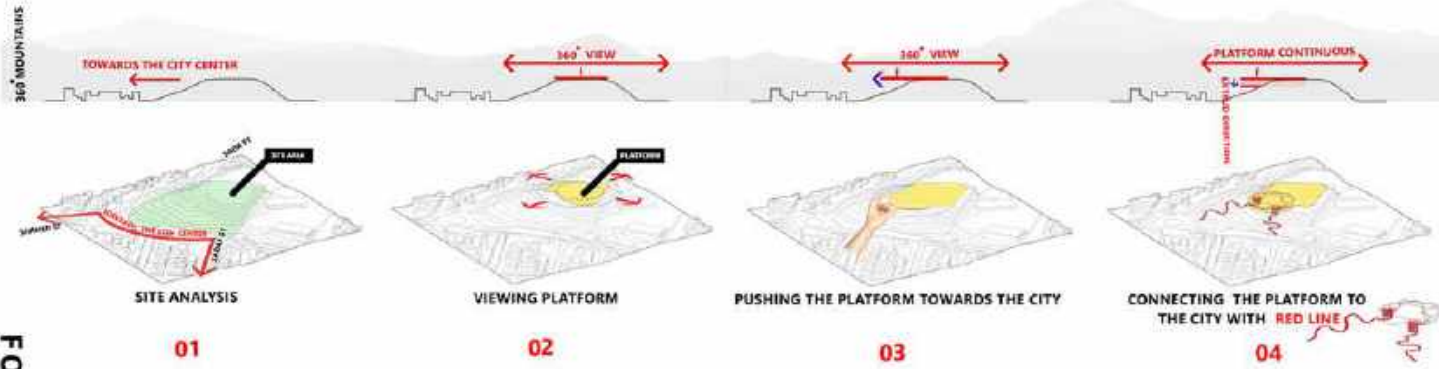 360° MOUNTAINS
TOWARDS THE CITY CENTER
360° VIEW
360° VIEW
PLATFORM CONTINUOUS
SITE AREA
PLATFORM
SITE ANALYSIS
VIEWING PLATFORM
PUSHING THE PLATFORM TOWARDS THE CITY
CONNECTING THE PLATFORM TO
THE CITY WITH RED LINE
01
02
03
04
FO